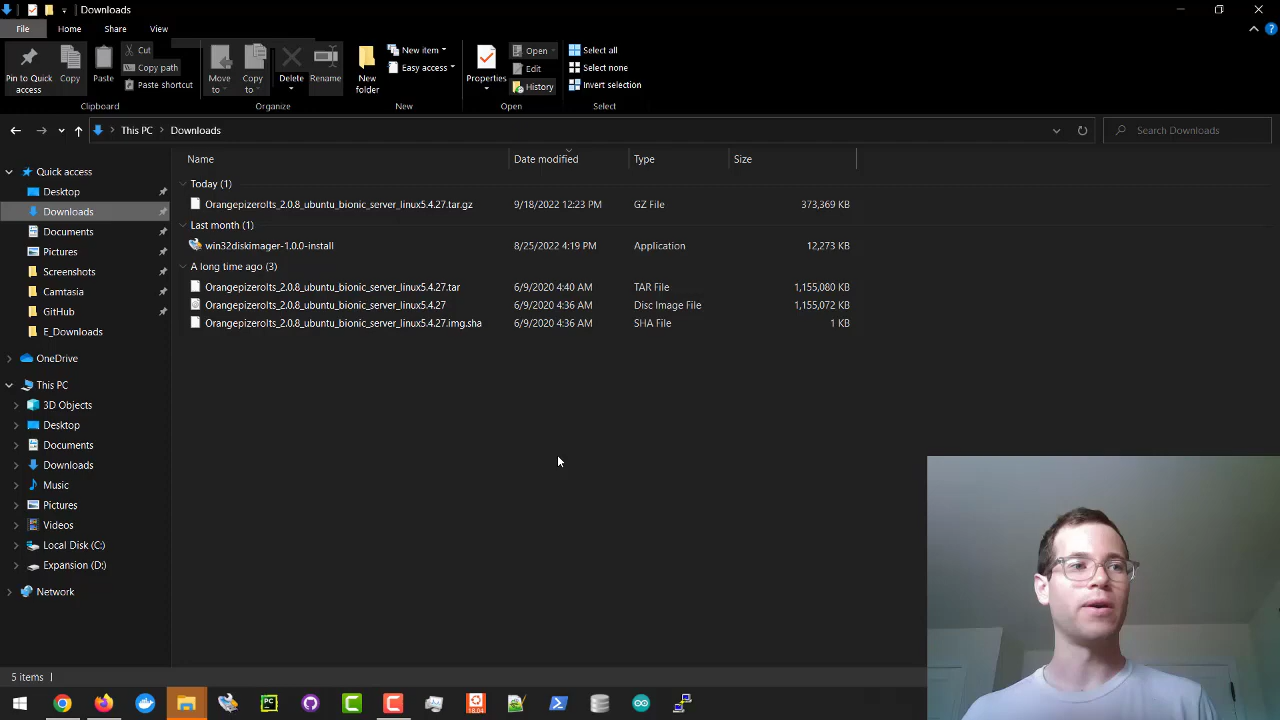 Downloads
File
Home
Share
View
Pin to Quick access
Copy
Paste
Cut
Copy path
Paste shortcut
Clipboard
Move to
Copy to
Delete
Rename
Organize
New folder
New item
Easy access
New
Properties
Open
Edit
History
Open
Select all
Select none
Invert selection
Select
This PC
Downloads
Search Downloads
Quick access
Desktop
Downloads
Documents
Pictures
Screenshots
Camtasia
GitHub
E_Downloads
OneDrive
This PC
3D Objects
Desktop
Documents
Downloads
Music
Pictures
Videos
Local Disk (C:)
Expansion (D:)
Network
Name Date modified Type Size
Today (1)
Orangepizerolts_2.0.8_ubuntu_bionic_server_linux5.4.27.tar.gz 9/18/2022 12:23 PM GZ File 373,369 KB
Last month (1)
win32diskimager-1.0.0-install 8/25/2022 4:19 PM Application 12,273 KB
A long time ago (3)
Orangepizerolts_2.0.8_ubuntu_bionic_server_linux5.4.27.tar 6/9/2020 4:40 AM TAR File 1,155,080 KB
Orangepizerolts_2.0.8_ubuntu_bionic_server_linux5.4.27 6/9/2020 4:36 AM Disc Image File 1,155,072 KB
Orangepizerolts_2.0.8_ubuntu_bionic_server_linux5.4.27.img.sha 6/9/2020 4:36 AM SHA File 1 KB
5 items
PC
18.04